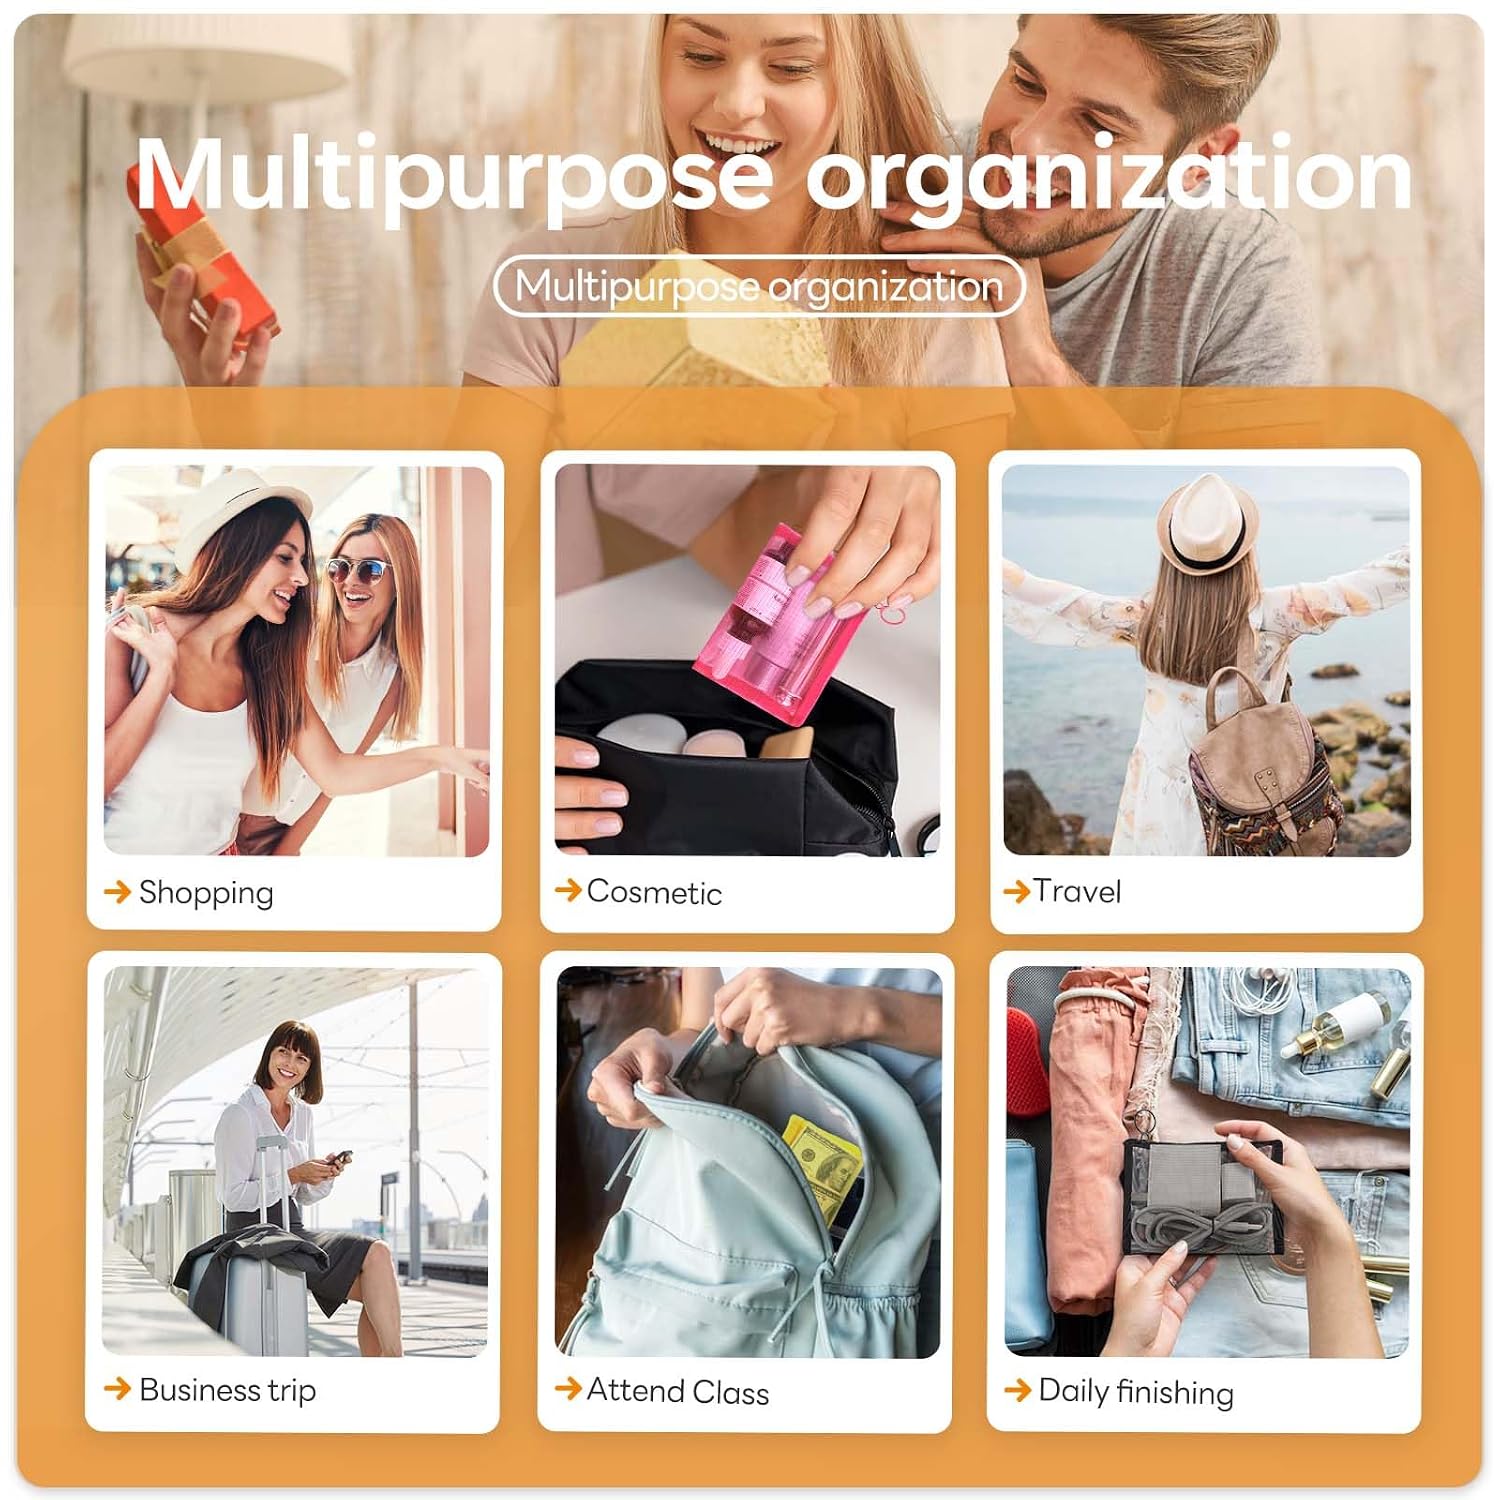 Multipurpose organization
Multipurpose organization
Shopping
Cosmetic
Travel
Business trip
Attend Class
Daily finishing